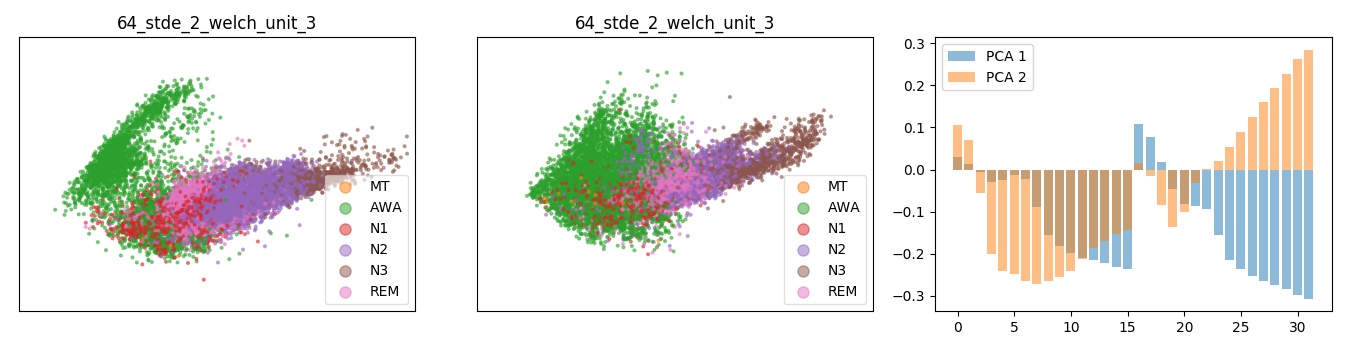 64_stde_2_welch_unit_3
MT
AWA
N1
N2
N3
REM
64_stde_2_welch_unit_3
MT
AWA
N1
N2
N3
REM
PCA 1
PCA 2
0.3
0.2
0.1
0.0
−0.1
−0.2
−0.3
0 5 10 15 20 25 30